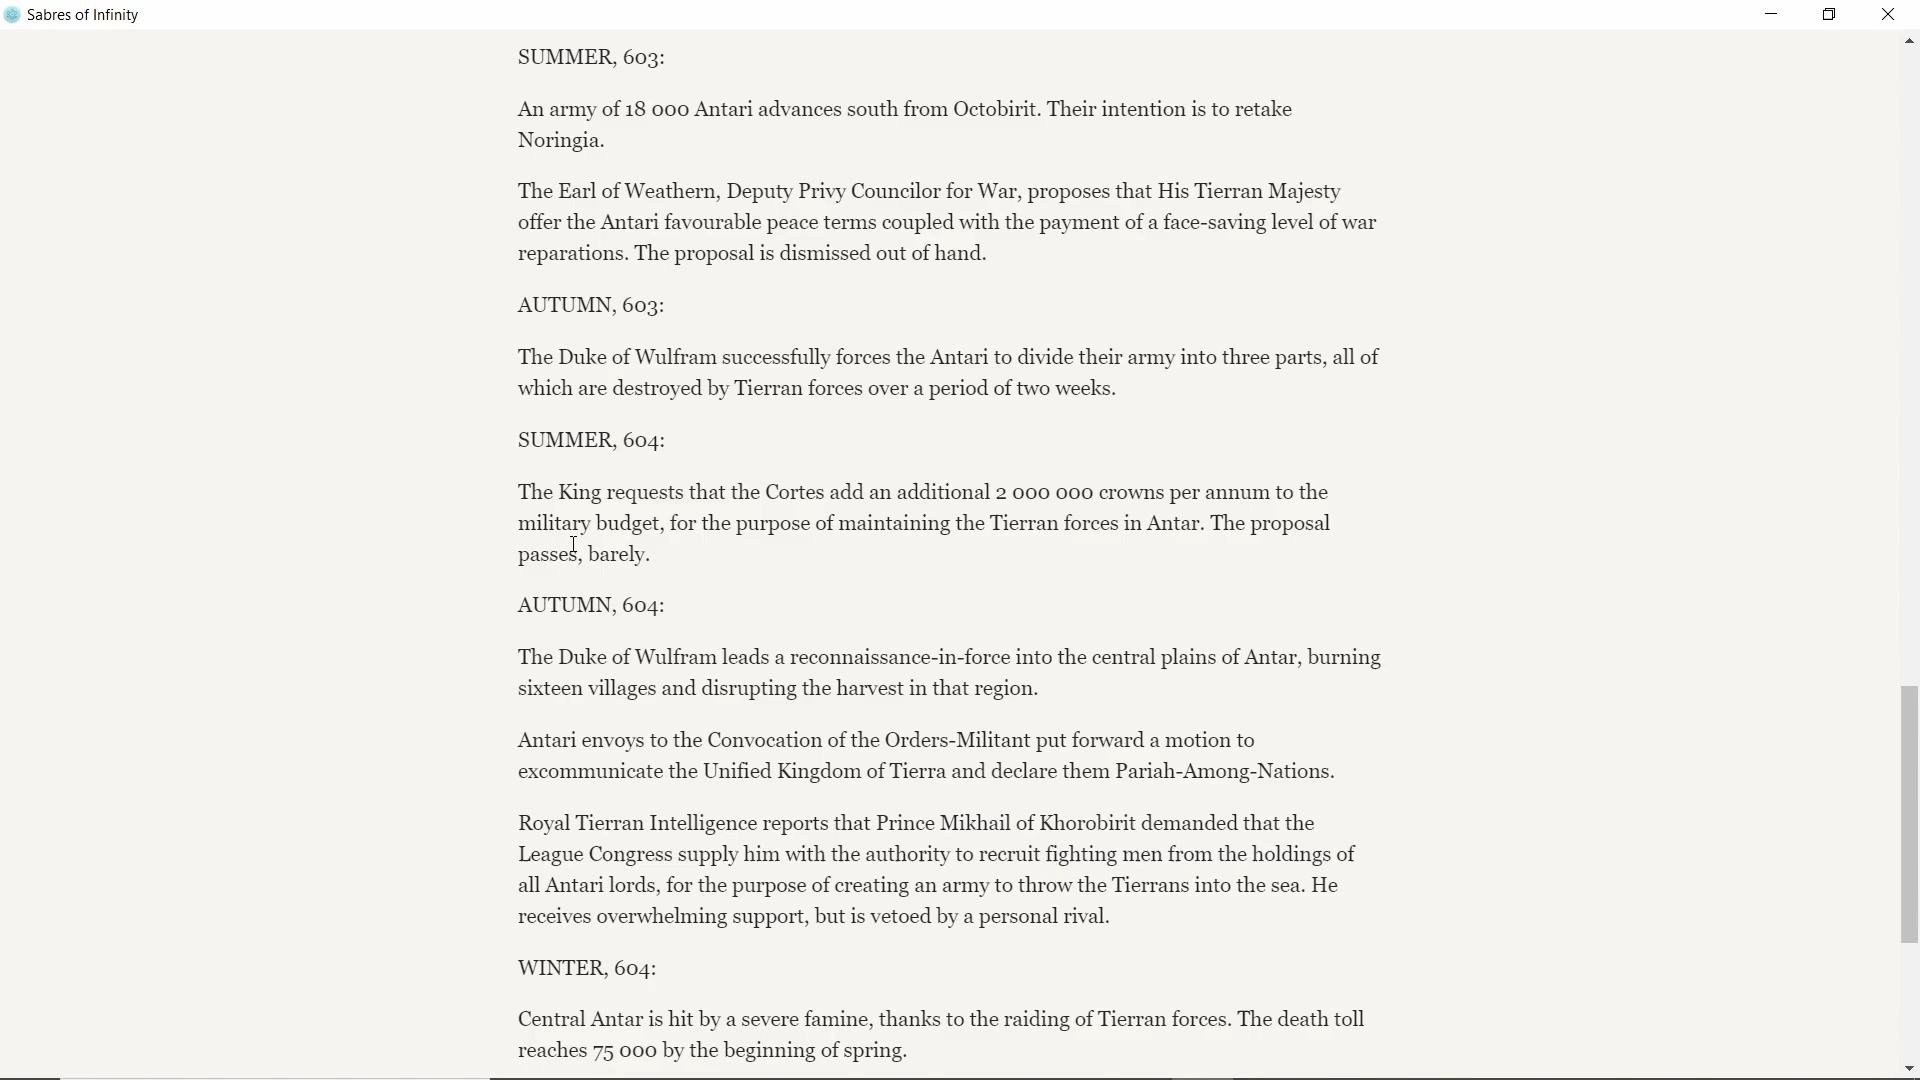 Sabres of Infinity
SUMMER, 603:
An army of 18 000 Antari advances south from Octobirit. Their intention is to retake
Noringia.
The Earl of Weathern, Deputy Privy Councilor for War, proposes that His Tierran Majesty
offer the Antari favourable peace terms coupled with the payment of a face-saving level of war
reparations. The proposal is dismissed out of hand.
AUTUMN, 603:
The Duke of Wulfram successfully forces the Antari to divide their army into three parts, all of
which are destroyed by Tierran forces over a period of two weeks.
SUMMER, 604:
The King requests that the Cortes add an additional 2 000 000 crowns per annum to the
military budget, for the purpose of maintaining the Tierran forces in Antar. The proposal
passes, barely.
AUTUMN, 604:
The Duke of Wulfram leads a reconnaissance-in-force into the central plains of Antar, burning
sixteen villages and disrupting the harvest in that region.
Antari envoys to the Convocation of the Orders-Militant put forward a motion to
excommunicate the Unified Kingdom of Tierra and declare them Pariah-Among-Nations.
Royal Tierran Intelligence reports that Prince Mikhail of Khorobirit demanded that the
League Congress supply him with the authority to recruit fighting men from the holdings of
all Antari lords, for the purpose of creating an army to throw the Tierrans into the sea. He
receives overwhelming support, but is vetoed by a personal rival.
WINTER, 604:
Central Antar is hit by a severe famine, thanks to the raiding of Tierran forces. The death toll
reaches 75 000 by the beginning of spring.